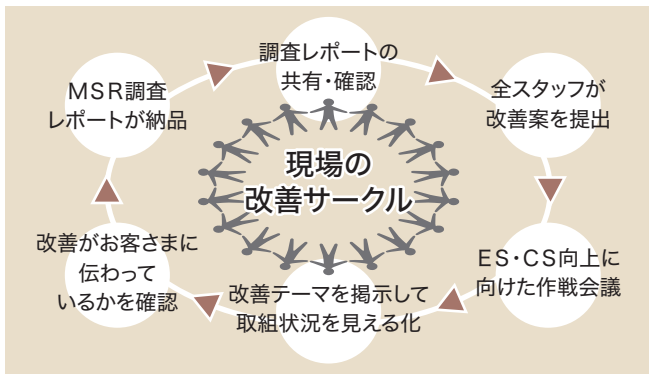 調査レポートの
共有・確認
全スタッフが
改善案を提出
ES・CS向上に
向けた作戦会議
改善テーマを掲示して
取組状況を見える化
改善がお客さまに
伝わって
いるかを確認
MSR調査
レポートが納品
現場の
改善サークル